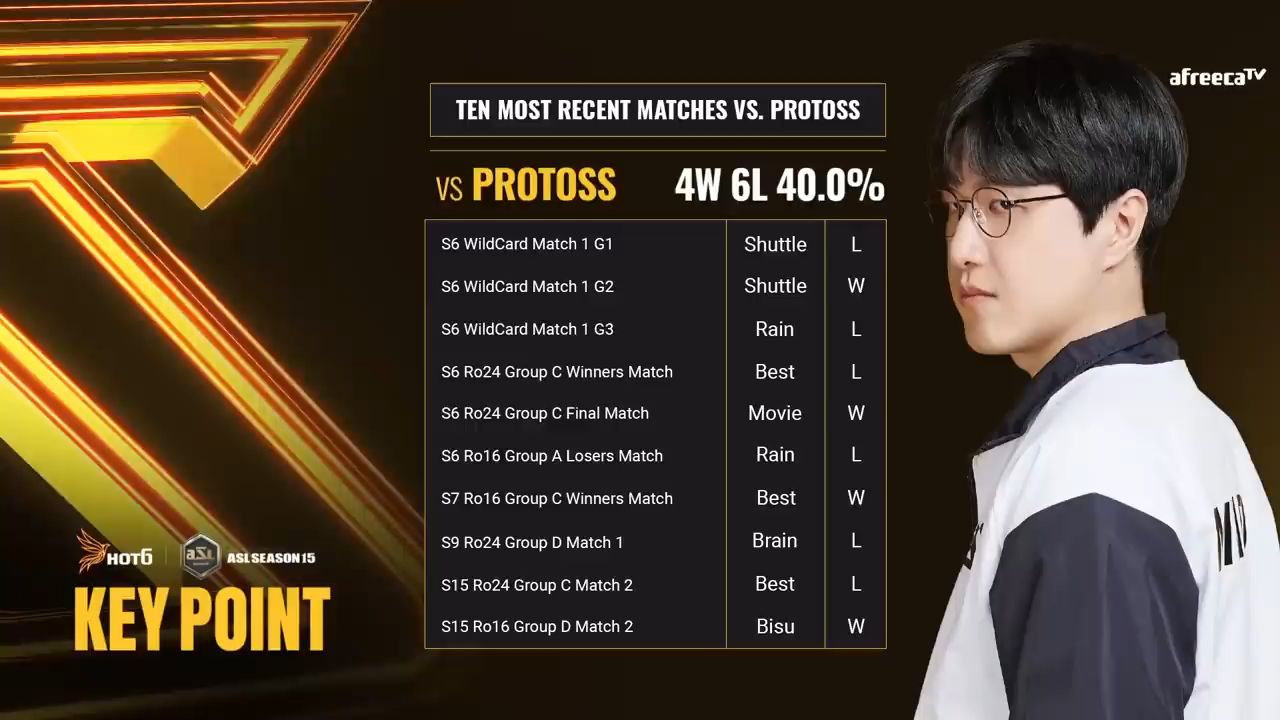 afreecaTV
TEN MOST RECENT MATCHES VS. PROTOSS
VS PROTOSS 4W 6L 40.0%
S6 WildCard Match 1 G1 Shuttle L
S6 WildCard Match 1 G2 Shuttle W
S6 WildCard Match 1 G3 Rain L
S6 Ro24 Group C Winners Match Best L
S6 Ro24 Group C Final Match Movie W
S6 Ro16 Group A Losers Match Rain L
S7 Ro16 Group C Winners Match Best W
S9 Ro24 Group D Match 1 Brain L
S15 Ro24 Group C Match 2 Best L
S15 Ro16 Group D Match 2 Bisu W
HOT6 ASL ASL SEASON 15
KEY POINT